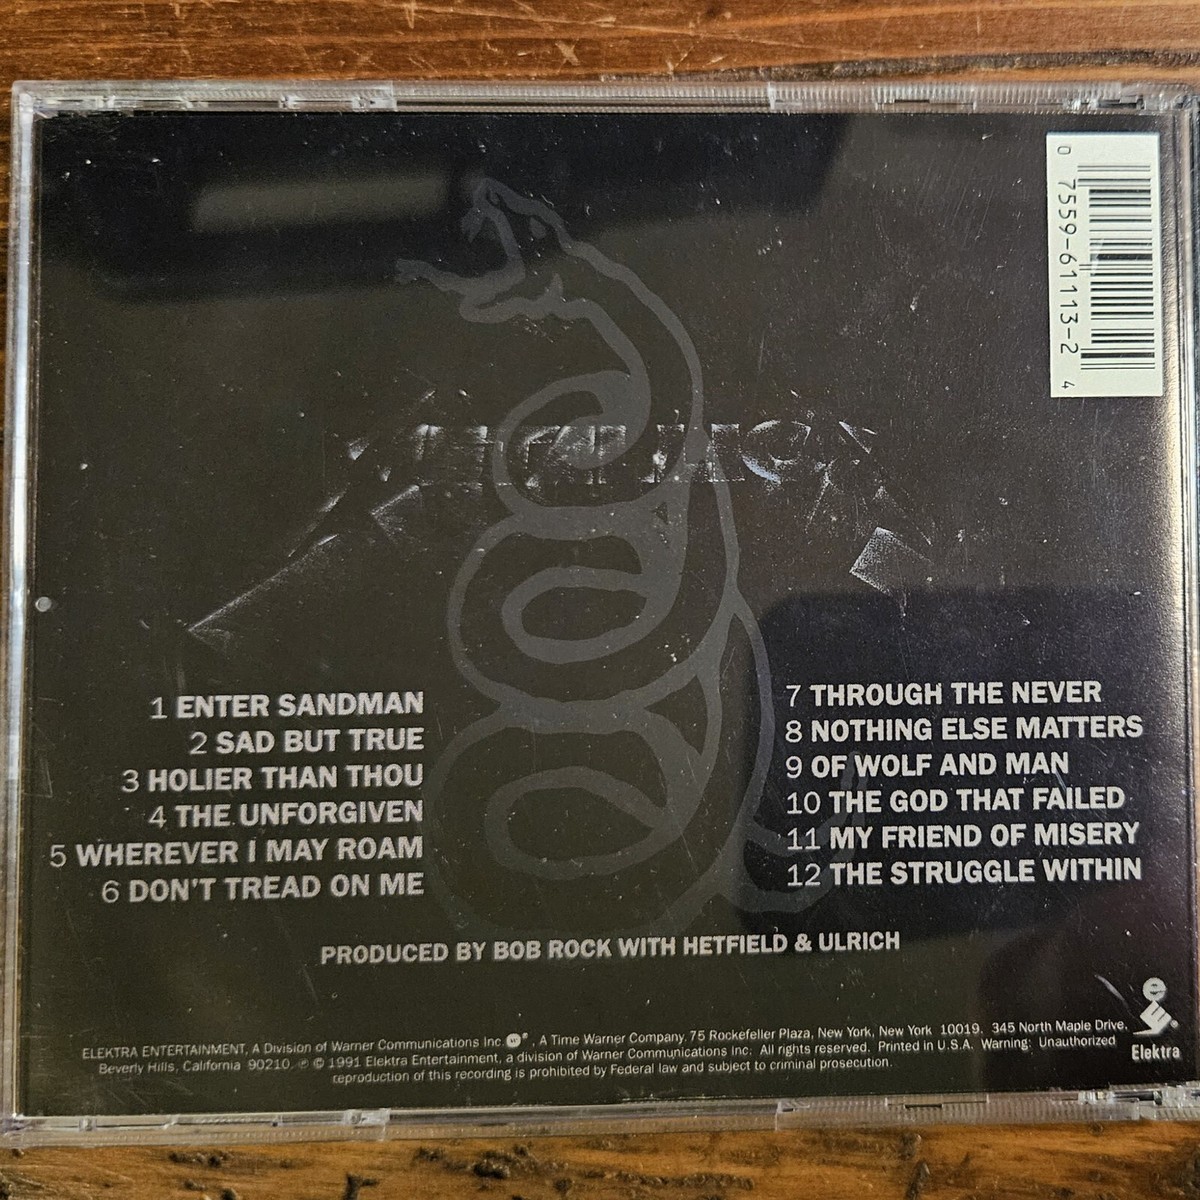 0 7559-61113-2 4
METALLICA
1 ENTER SANDMAN
2 SAD BUT TRUE
3 HOLIER THAN THOU
4 THE UNFORGIVEN
5 WHEREVER I MAY ROAM
6 DON'T TREAD ON ME
7 THROUGH THE NEVER
8 NOTHING ELSE MATTERS
9 OF WOLF AND MAN
10 THE GOD THAT FAILED
11 MY FRIEND OF MISERY
12 THE STRUGGLE WITHIN
PRODUCED BY BOB ROCK WITH HETFIELD & ULRICH
ELEKTRA ENTERTAINMENT, A Division of Warner Communications Inc. , A Time Warner Company. 75 Rockefeller Plaza, New York, New York 10019. 345 North Maple Drive.
Beverly Hills, California 90210. ℗ © 1991 Elektra Entertainment, a division of Warner Communications Inc. All rights reserved. Printed in U.S.A. Warning: Unauthorized
reproduction of this recording is prohibited by Federal law and subject to criminal prosecution.
Elektra